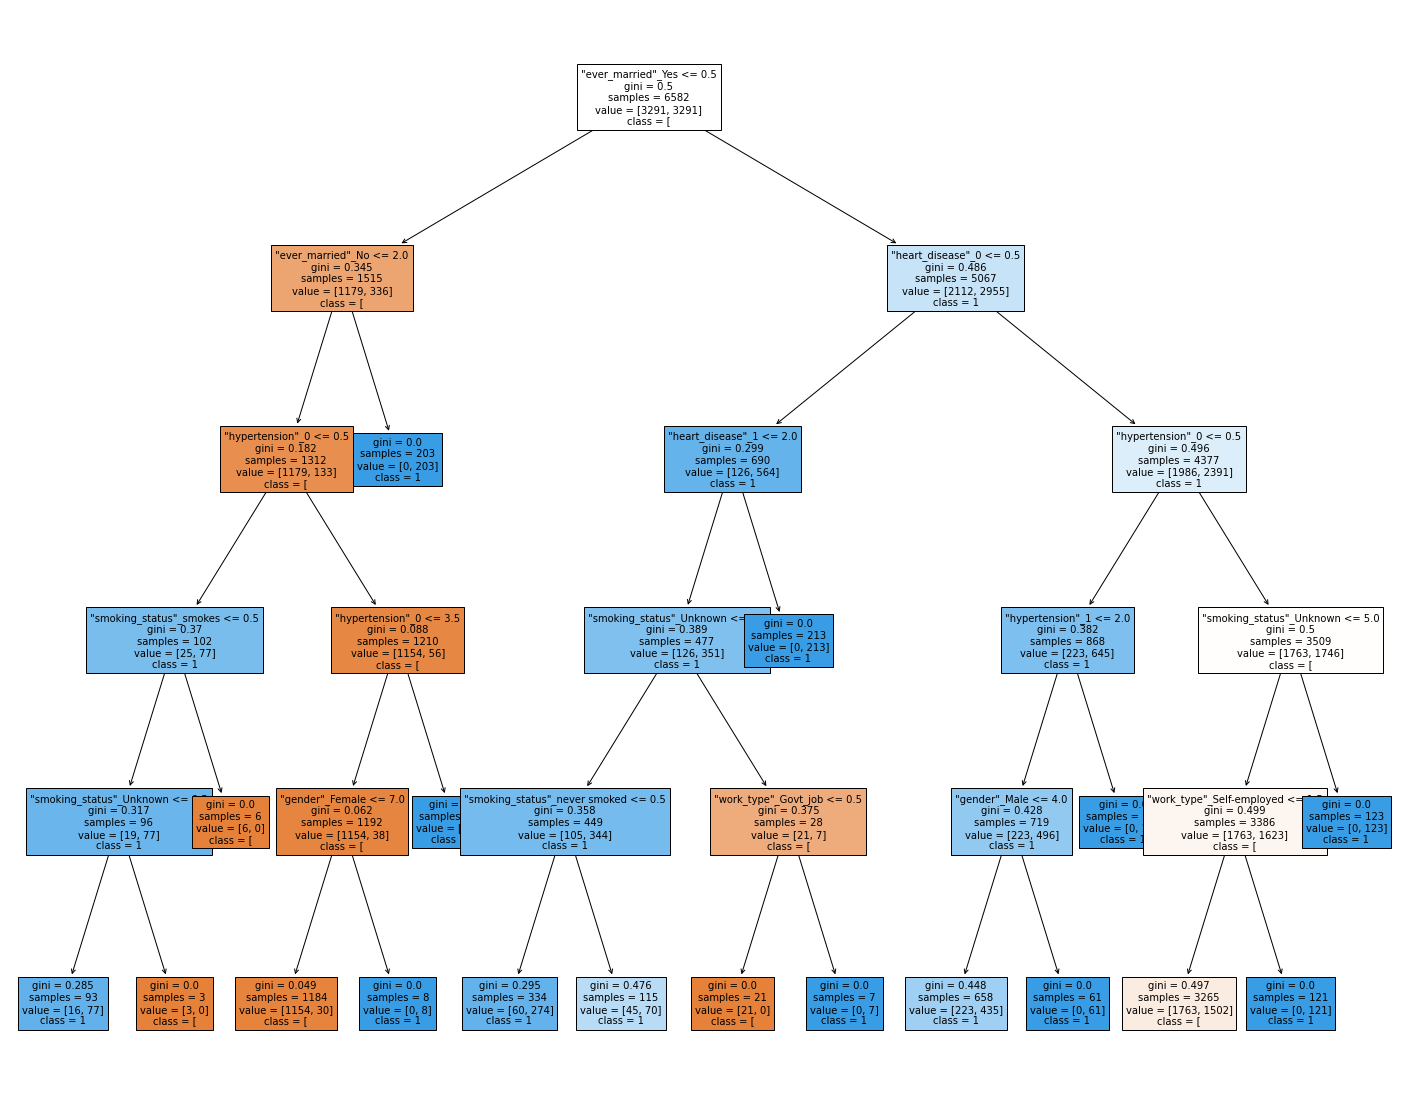 "ever_married"_Yes <= 0.5
gini = 0.5
samples = 6582
value = [3291, 3291]
class = [
"ever_married"_No <= 2.0
gini = 0.345
samples = 1515
value = [1179, 336]
class = [
"heart_disease"_0 <= 0.5
gini = 0.486
samples = 5067
value = [2112, 2955]
class = 1
"hypertension"_0 <= 0.5
gini = 0.182
samples = 1312
value = [1179, 133]
class = [
gini = 0.0
samples = 203
value = [0, 203]
class = 1
"heart_disease"_1 <= 2.0
gini = 0.299
samples = 690
value = [126, 564]
class = 1
"hypertension"_0 <= 0.5
gini = 0.496
samples = 4377
value = [1986, 2391]
class = 1
"smoking_status"_smokes <= 0.5
gini = 0.37
samples = 102
value = [25, 77]
class = 1
"hypertension"_0 <= 3.5
gini = 0.088
samples = 1210
value = [1154, 56]
class = [
"smoking_status"_Unknown <=
gini = 0.389
samples = 477
value = [126, 351]
class = 1
gini = 0.0
samples = 213
value = [0, 213]
class = 1
"hypertension"_1 <= 2.0
gini = 0.382
samples = 868
value = [223, 645]
class = 1
"smoking_status"_Unknown <= 5.0
gini = 0.5
samples = 3509
value = [1763, 1746]
class = [
"smoking_status"_Unknown <=
gini = 0.317
samples = 96
value = [19, 77]
class = 1
gini = 0.0
samples = 6
value = [6, 0]
class = [
"gender"_Female <= 7.0
gini = 0.062
samples = 1192
value = [1154, 38]
class = [
gini =
samples
value = [
class
"smoking_status"_never smoked <= 0.5
gini = 0.358
samples = 449
value = [105, 344]
class = 1
"work_type"_Govt_job <= 0.5
gini = 0.375
samples = 28
value = [21, 7]
class = [
"gender"_Male <= 4.0
gini = 0.428
samples = 719
value = [223, 496]
class = 1
gini =
samples =
value = [0,
class =
"work_type"_Self-employed <=
gini = 0.499
samples = 3386
value = [1763, 1623]
class = [
gini = 0.0
samples = 123
value = [0, 123]
class = 1
gini = 0.285
samples = 93
value = [16, 77]
class = 1
gini = 0.0
samples = 3
value = [3, 0]
class = [
gini = 0.049
samples = 1184
value = [1154, 30]
class = [
gini = 0.0
samples = 8
value = [0, 8]
class = 1
gini = 0.295
samples = 334
value = [60, 274]
class = 1
gini = 0.476
samples = 115
value = [45, 70]
class = 1
gini = 0.0
samples = 21
value = [21, 0]
class = [
gini = 0.0
samples = 7
value = [0, 7]
class = 1
gini = 0.448
samples = 658
value = [223, 435]
class = 1
gini = 0.0
samples = 61
value = [0, 61]
class = 1
gini = 0.497
samples = 3265
value = [1763, 1502]
class = [
gini = 0.0
samples = 121
value = [0, 121]
class = 1